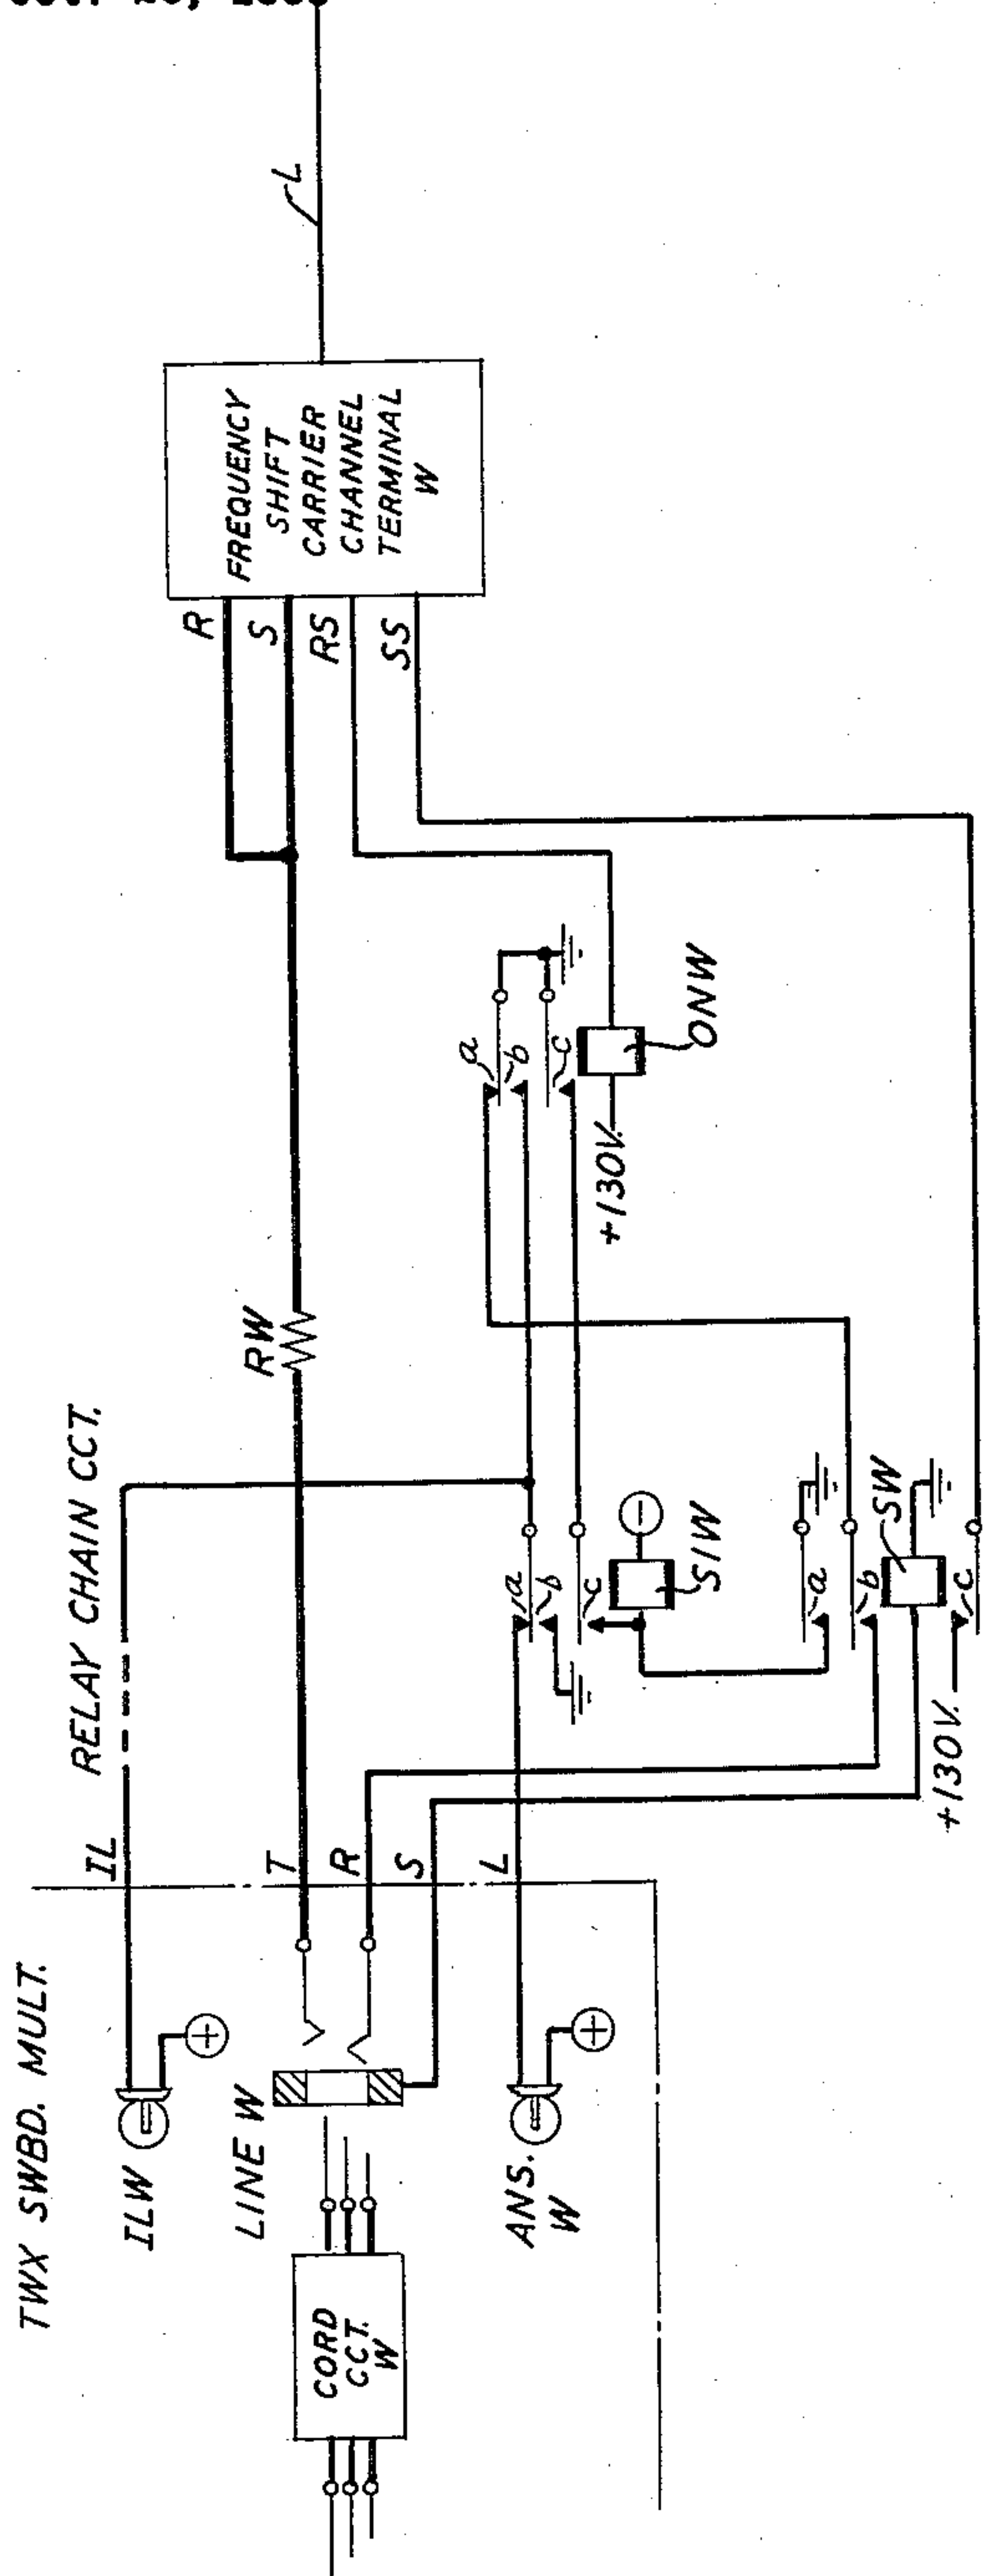 TWX SWBD. MULT.
RELAY CHAIN CCT.
IL
ILW
LINE W
T
R
S
L
RW
CORD
CCT.
W
ANS.
W
R
S
RS
SS
FREQUENCY
SHIFT
CARRIER
CHANNEL
TERMINAL
W
L
a
b
c
ONW
+130V.
a
b
c
S1W
a
b
SW
c
+130V.